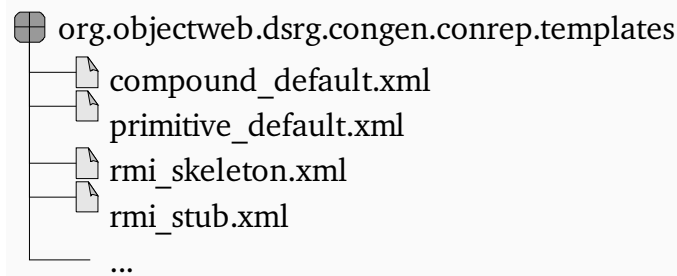 org.objectweb.dsrg.congen.conrep.templates
compound_default.xml
primitive_default.xml
rmi_skeleton.xml
rmi_stub.xml
...